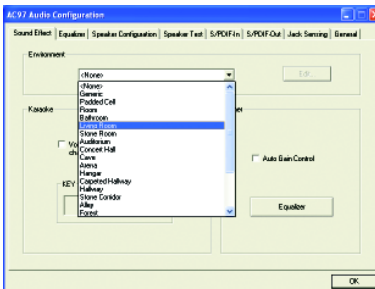 AC97 Audio Configuration
Sound Effect | Equalizer | Speaker Configuration | Speaker Test | S/PDIF-In | S/PDIF-Out | Jack Sensing | General
Environment
<None>
Edit...
<None>
Generic
Padded Cell
Room
Bathroom
Living Room
Stone Room
Auditorium
Concert Hall
Cave
Arena
Hangar
Carpeted Hallway
Hallway
Stone Corridor
Alley
Forest
Karaoke
KEY
Auto Gain Control
Equalizer
OK